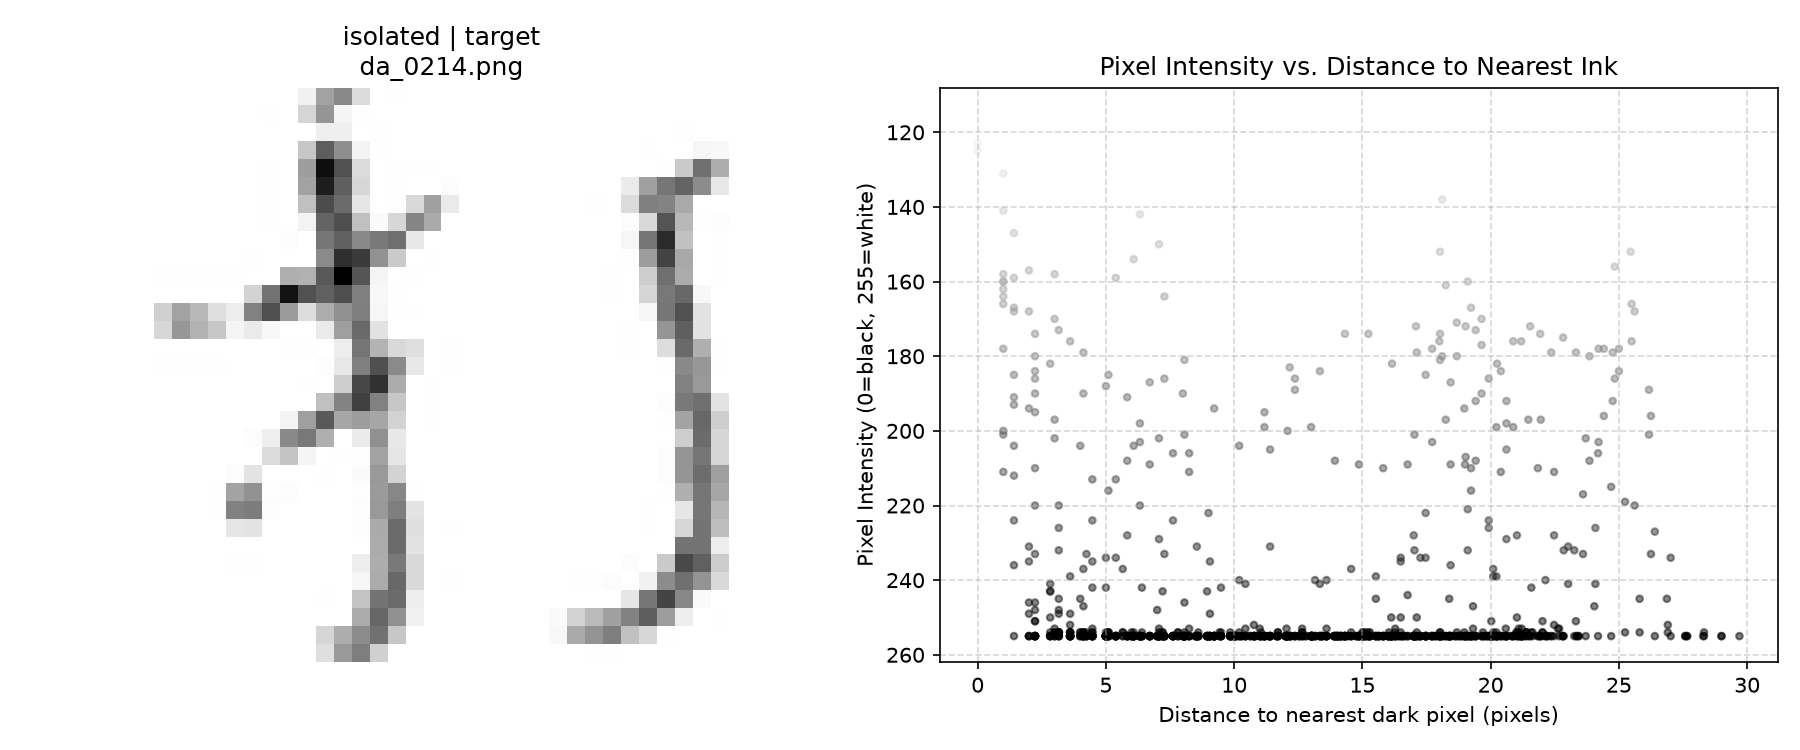 isolated | target
da_0214.png
Pixel Intensity vs. Distance to Nearest Ink
Pixel Intensity (0=black, 255=white)
120
140
160
180
200
220
240
260
0 5 10 15 20 25 30
Distance to nearest dark pixel (pixels)